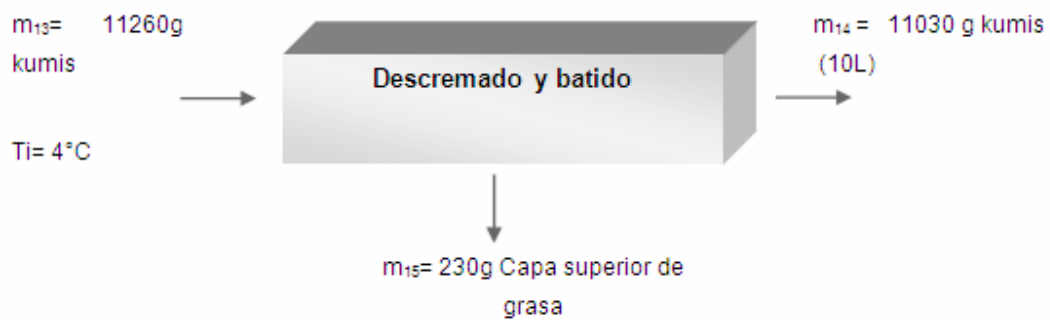 m₁₃= 11260g
kumis
Ti= 4°C
Descremado y batido
m₁₄ = 11030 g kumis
(10L)
m₁₅= 230g Capa superior de
grasa